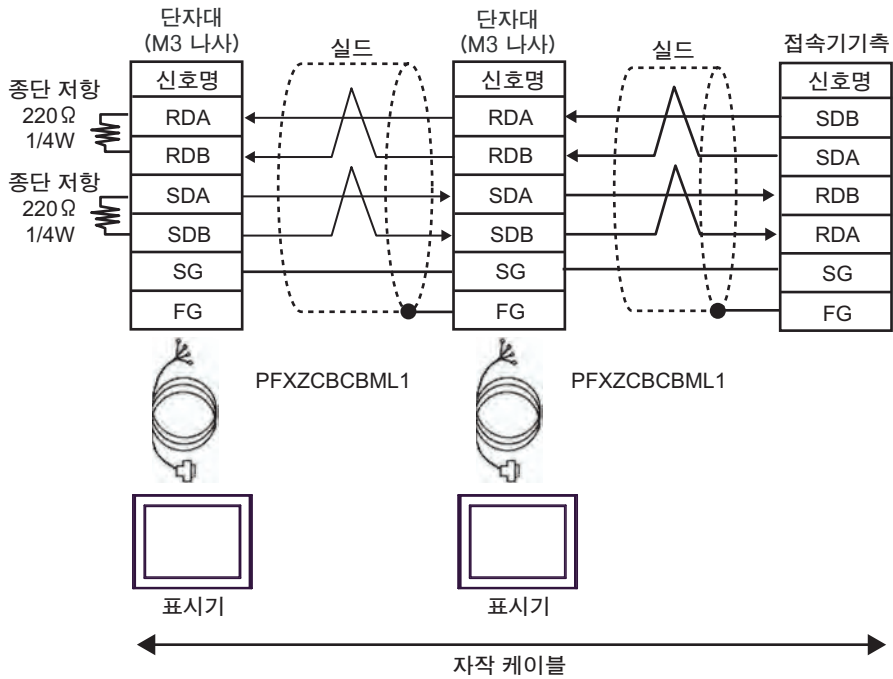 단자대
(M3 나사)
실드
단자대
(M3 나사)
실드
접속기기측
종단 저항
220Ω
1/4W
종단 저항
220Ω
1/4W
신호명
RDA
RDB
SDA
SDB
SG
FG
신호명
RDA
RDB
SDA
SDB
SG
FG
신호명
SDB
SDA
RDB
RDA
SG
FG
PFXZCBCBML1
PFXZCBCBML1
표시기
표시기
자작 케이블